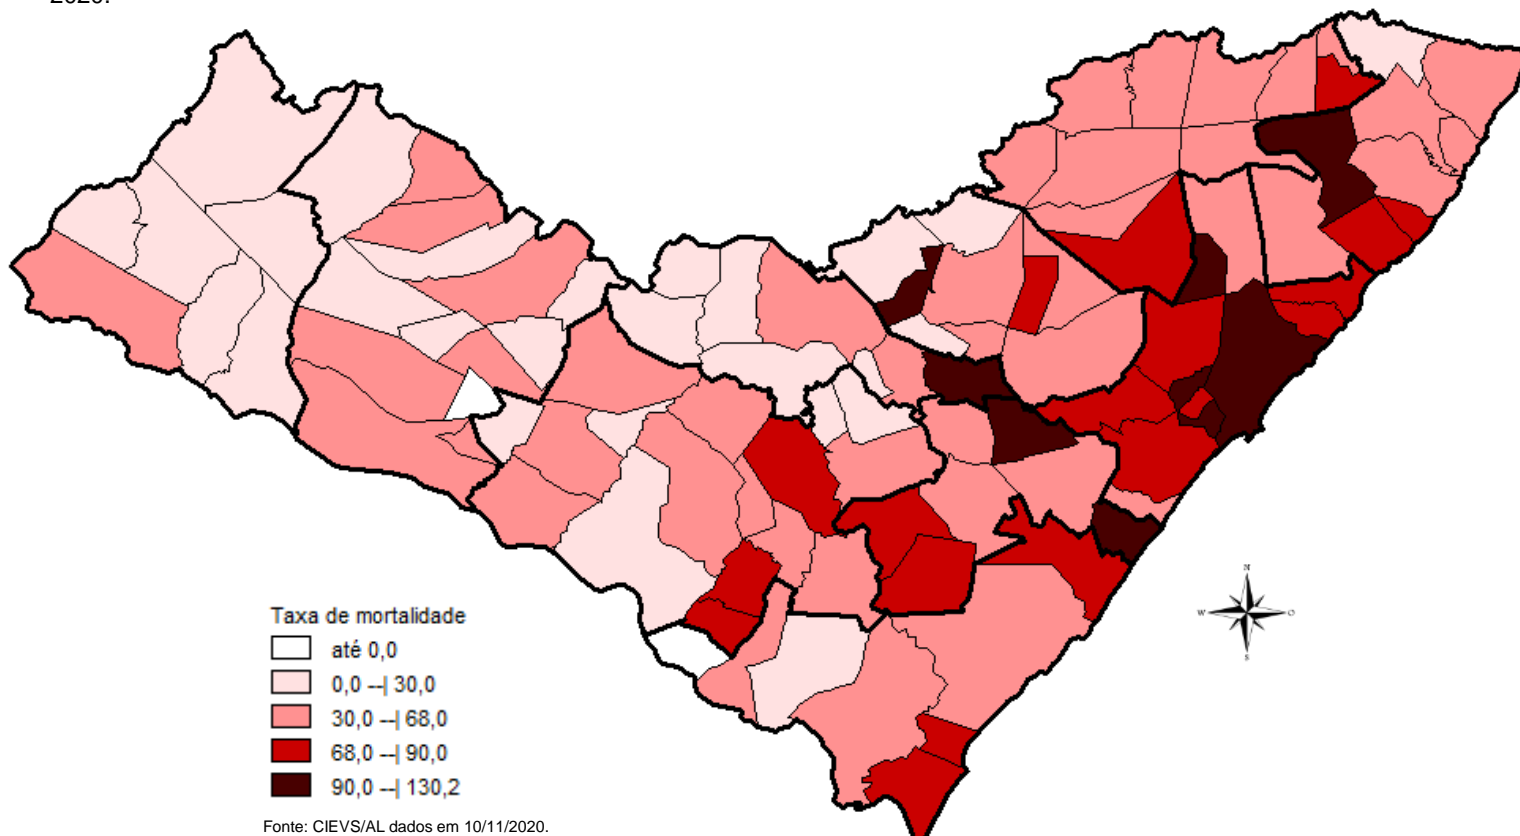 2020.
N
W
O
S
Taxa de mortalidade
até 0,0
0,0 --| 30,0
30,0 --| 68,0
68,0 --| 90,0
90,0 --| 130,2
Fonte: CIEVS/AL dados em 10/11/2020.